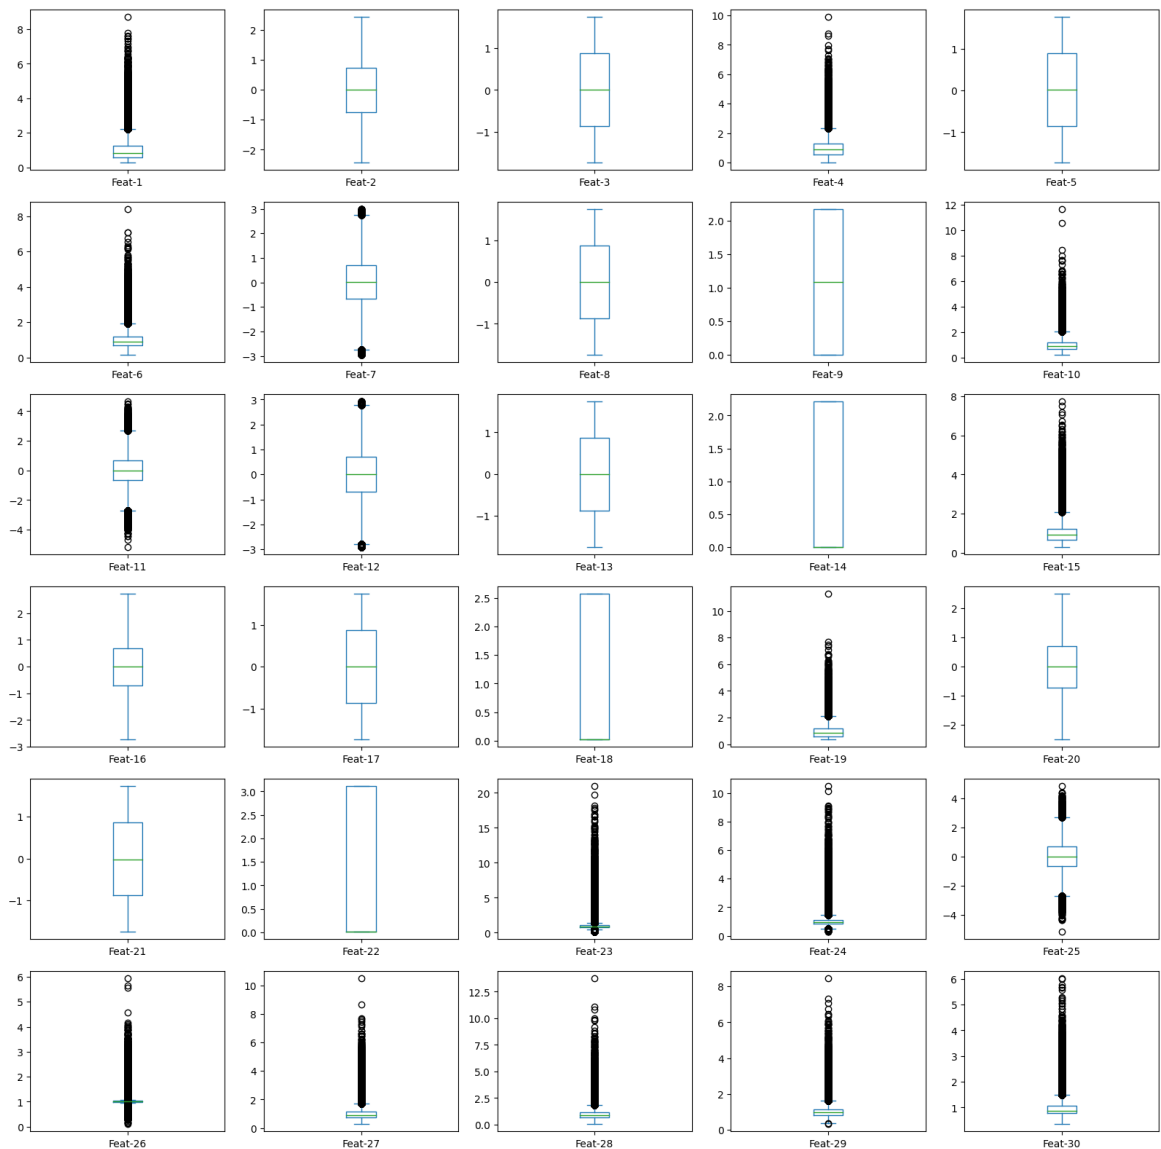 8 6 4 2 0 Feat-1
2 1 0 −1 −2 Feat-2
1 0 −1 Feat-3
10 8 6 4 2 0 Feat-4
1 0 −1 Feat-5
8 6 4 2 0 Feat-6
3 2 1 0 −1 −2 −3 Feat-7
1 0 −1 Feat-8
2.0 1.5 1.0 0.5 0.0 Feat-9
12 10 8 6 4 2 0 Feat-10
4 2 0 −2 −4 Feat-11
3 2 1 0 −1 −2 −3 Feat-12
1 0 −1 Feat-13
2.0 1.5 1.0 0.5 0.0 Feat-14
8 6 4 2 0 Feat-15
2 1 0 −1 −2 −3 Feat-16
1 0 −1 Feat-17
2.5 2.0 1.5 1.0 0.5 0.0 Feat-18
10 8 6 4 2 0 Feat-19
2 1 0 −1 −2 Feat-20
1 0 −1 Feat-21
3.0 2.5 2.0 1.5 1.0 0.5 0.0 Feat-22
20 15 10 5 0 Feat-23
10 8 6 4 2 0 Feat-24
4 2 0 −2 −4 Feat-25
6 5 4 3 2 1 0 Feat-26
10 8 6 4 2 0 Feat-27
12.5 10.0 7.5 5.0 2.5 0.0 Feat-28
8 6 4 2 0 Feat-29
6 5 4 3 2 1 Feat-30